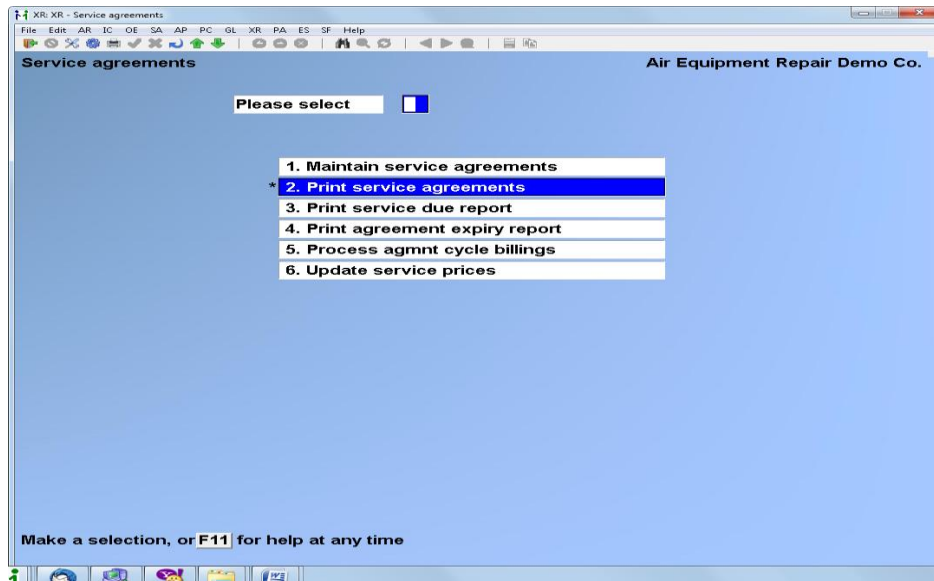 XR: XR - Service agreements
File Edit AR IC OE SA AP PC GL XR PA ES SF Help
Service agreements
Air Equipment Repair Demo Co.
Please select
1. Maintain service agreements
* 2. Print service agreements
3. Print service due report
4. Print agreement expiry report
5. Process agmnt cycle billings
6. Update service prices
Make a selection, or F11 for help at any time